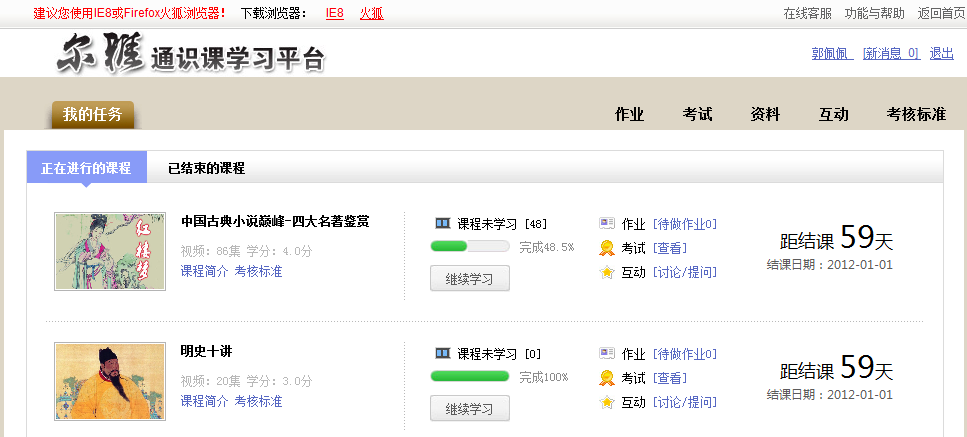 建议您使用IE8或Firefox火狐浏览器! 下载浏览器: IE8 火狐 在线客服 功能与帮助 返回首页
尔雅 通识课学习平台
郭佩佩 [新消息 0] 退出
我的任务 作业 考试 资料 互动 考核标准
正在进行的课程 已结束的课程
红楼梦
中国古典小说巅峰-四大名著鉴赏
视频: 86集 学分: 4.0分
课程简介 考核标准
课程未学习 [48]
完成48.5%
继续学习
作业 [待做作业0]
考试 [查看]
互动 [讨论/提问]
距结课 59天
结课日期：2012-01-01
明史十讲
视频: 20集 学分: 3.0分
课程简介 考核标准
课程未学习 [0]
完成100%
继续学习
作业 [待做作业0]
考试 [查看]
互动 [讨论/提问]
距结课 59天
结课日期：2012-01-01